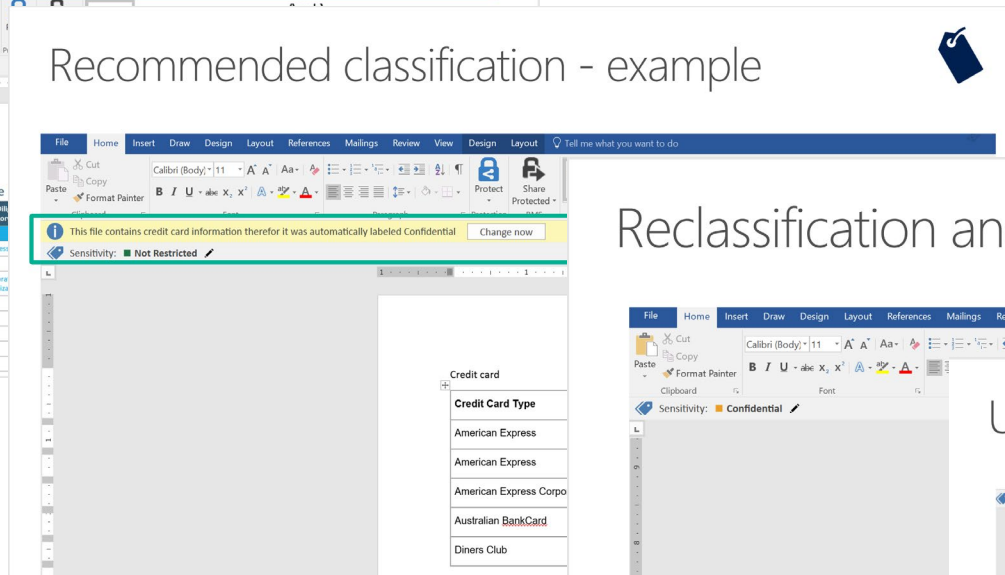 Recommended classification - example
File Home Insert Draw Design Layout References Mailings Review View Design Layout Tell me what you want to do
Cut
Copy
Format Painter
Paste
Calibri (Body) 11
Protect
Share
Protected
This file contains credit card information therefor it was automatically labeled Confidential Change now
Sensitivity: Not Restricted
Credit card
Credit Card Type
American Express
American Express
American Express Corpo
Australian BankCard
Diners Club
Reclassification an
File Home Insert Draw Design Layout References Mailings Re
Cut
Copy
Format Painter
Paste
Calibri (Body) 11
Clipboard Font
Sensitivity: Confidential
U